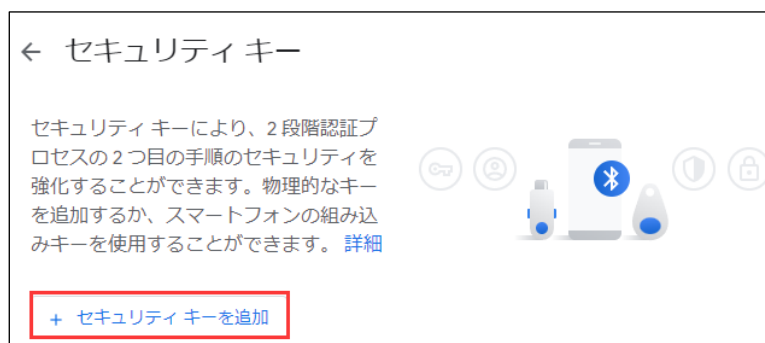 ← セキュリティ キー
セキュリティ キーにより、2 段階認証プ
ロセスの 2 つ目の手順のセキュリティを
強化することができます。物理的なキー
を追加するか、スマートフォンの組み込
みキーを使用することができます。 詳細
+ セキュリティ キーを追加